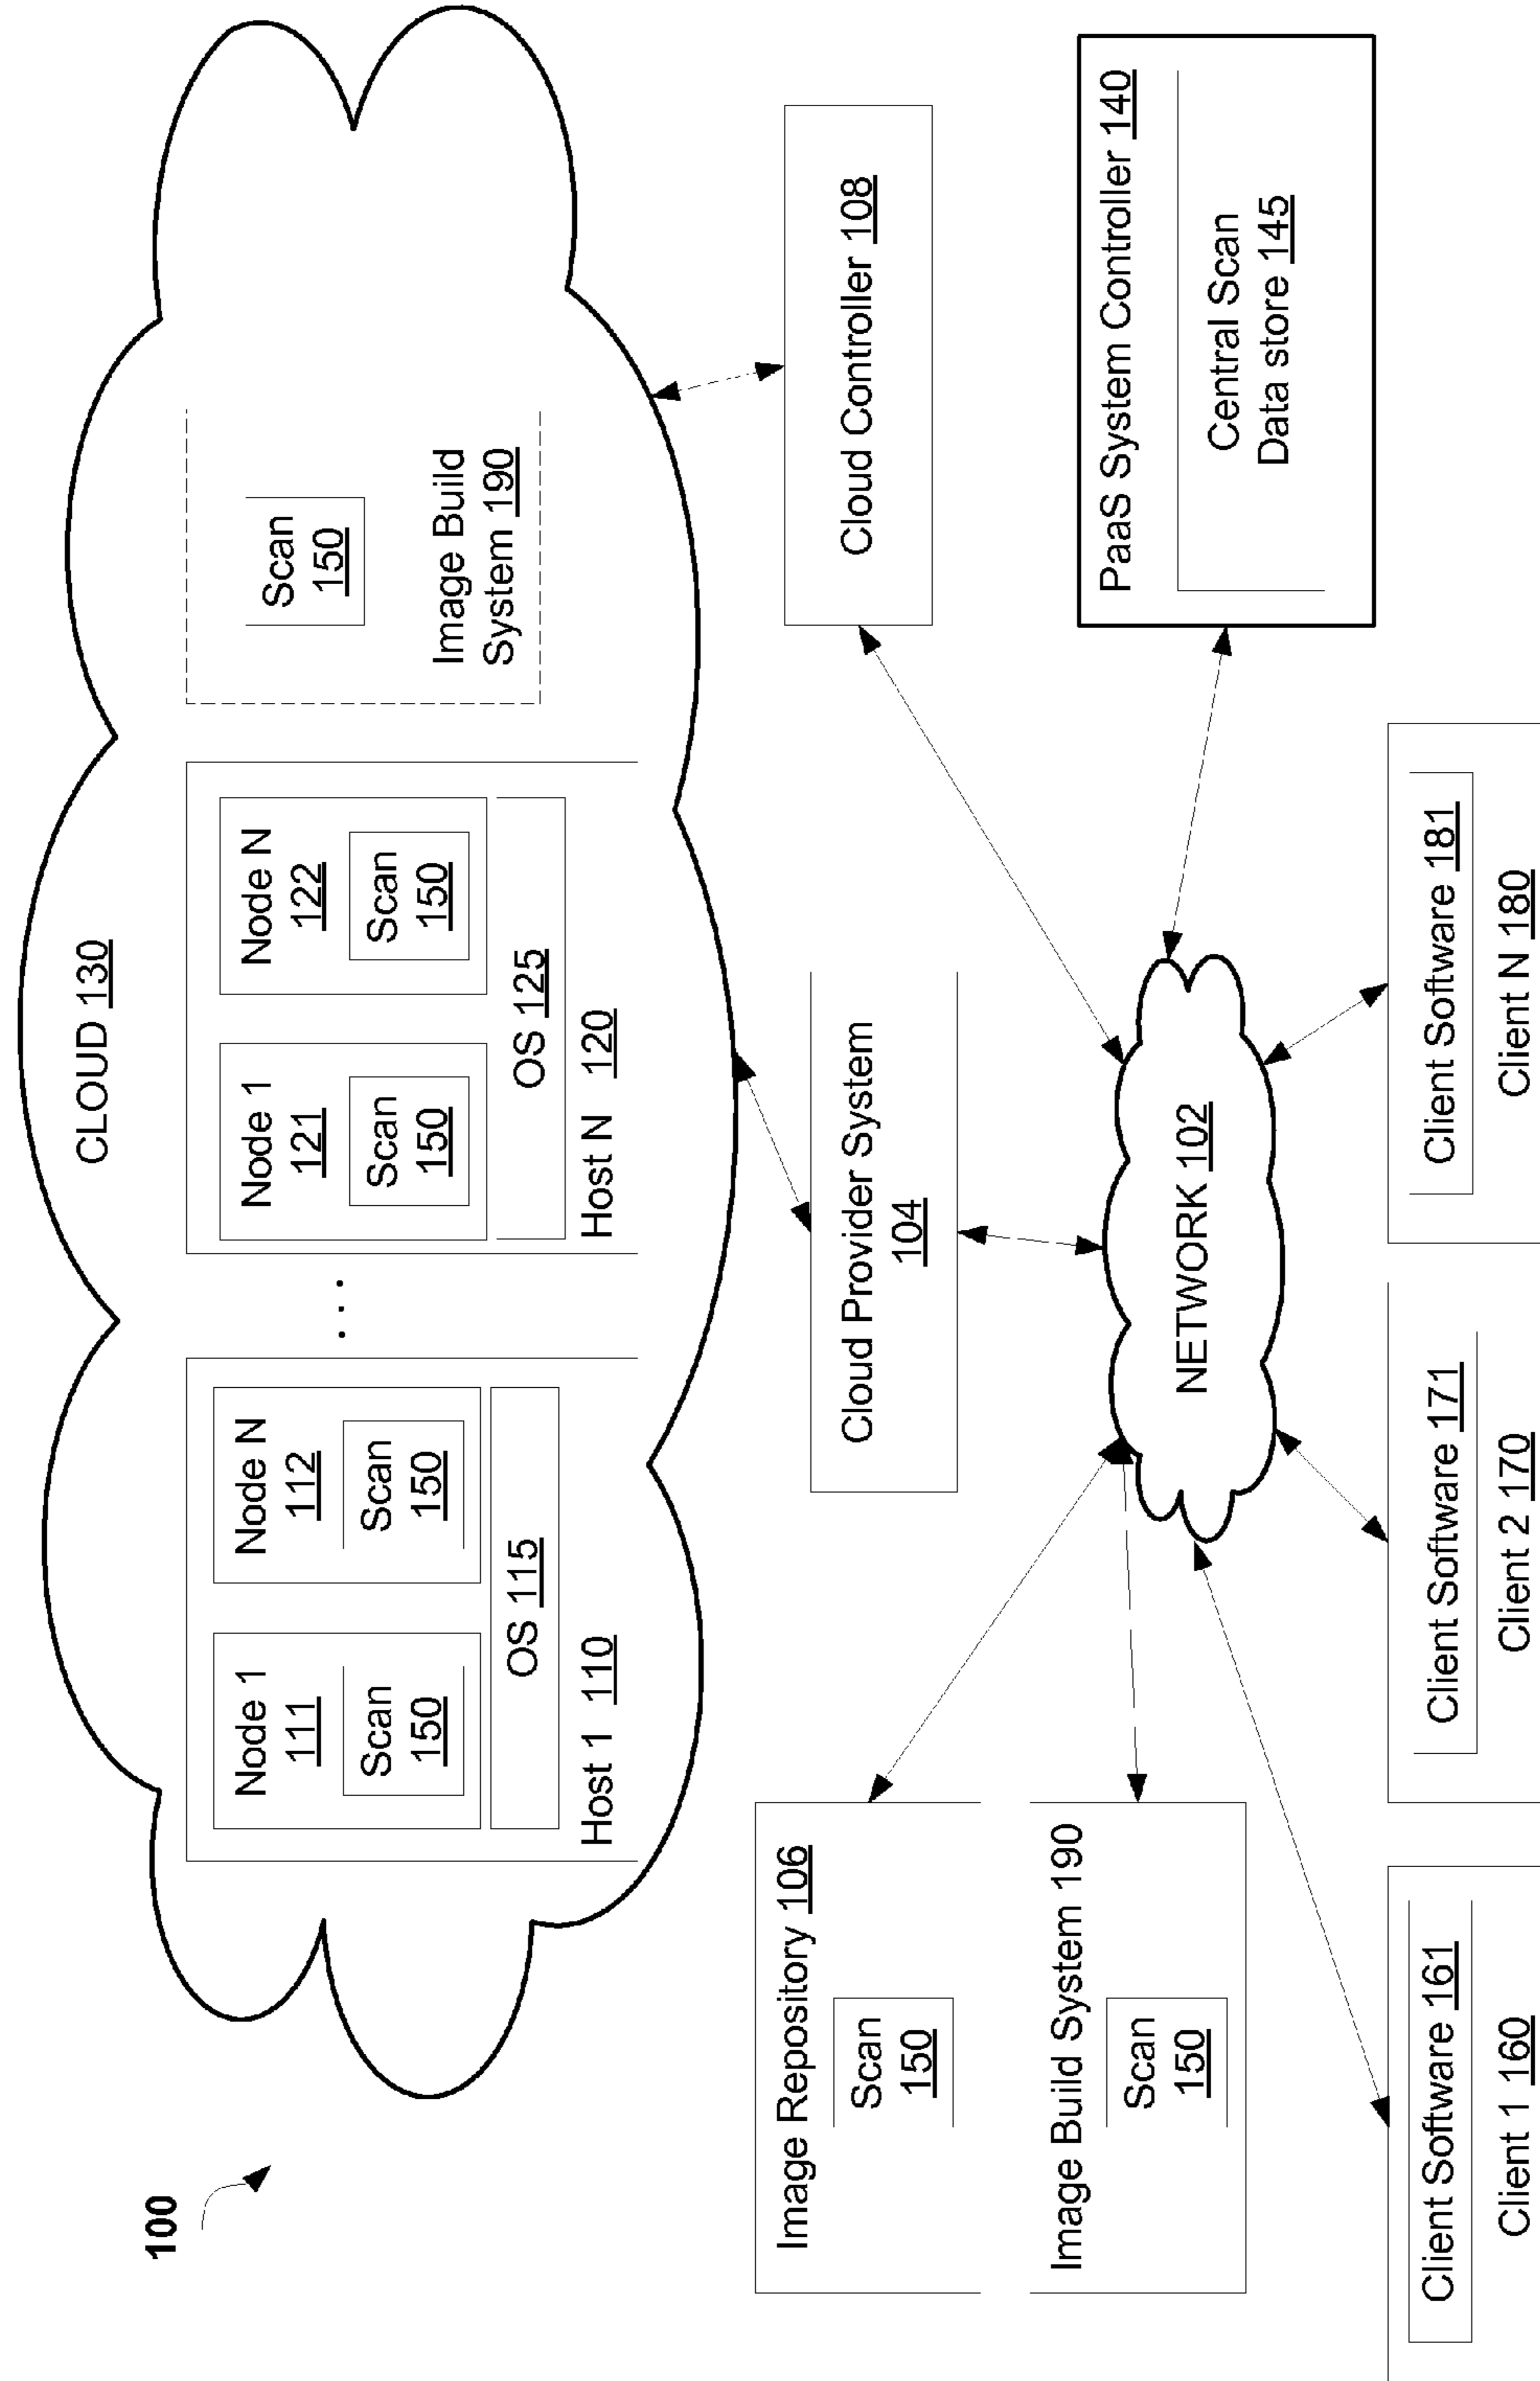 100
CLOUD 130
Node 1
111
Scan
150
Node N
112
Scan
150
OS 115
Host 1 110
. . .
Node 1
121
Scan
150
Node N
122
Scan
150
OS 125
Host N 120
Scan
150
Image Build
System 190
Image Repository 106
Scan
150
Image Build System 190
Scan
150
Cloud Provider System
104
Cloud Controller 108
NETWORK 102
PaaS System Controller 140
Central Scan
Data store 145
Client Software 161
Client 1 160
Client Software 171
Client 2 170
Client Software 181
Client N 180